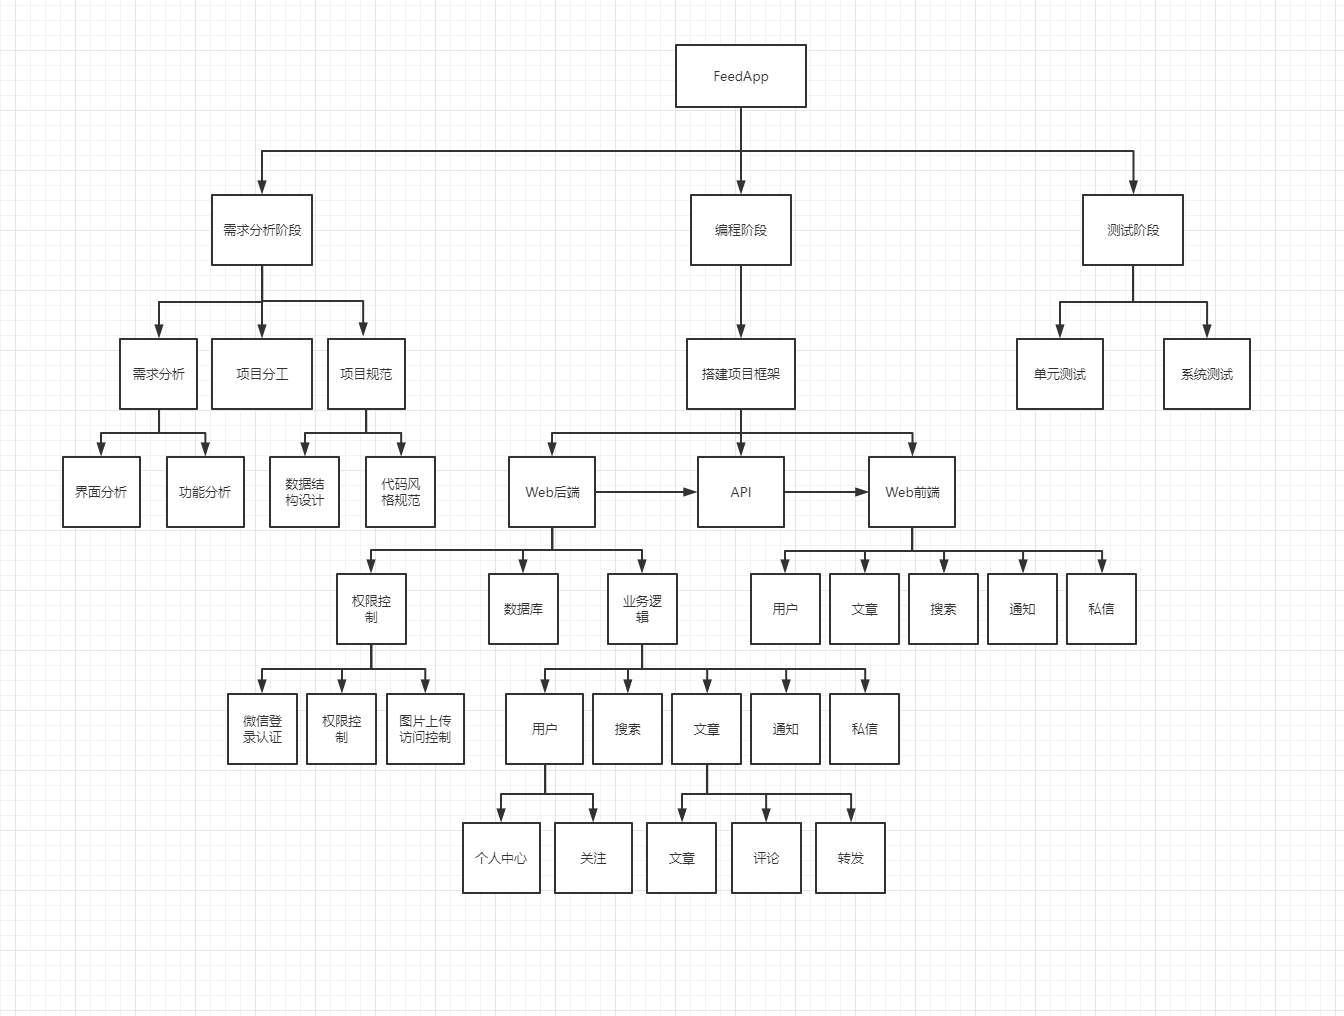 FeedApp
需求分析阶段
编程阶段
测试阶段
需求分析
项目分工
项目规范
搭建项目框架
单元测试
系统测试
界面分析
功能分析
数据结
构设计
代码风
格规范
Web后端
API
Web前端
权限控
制
数据库
业务逻
辑
用户
文章
搜索
通知
私信
微信登
录认证
权限控
制
图片上传
访问控制
用户
搜索
文章
通知
私信
个人中心
关注
文章
评论
转发